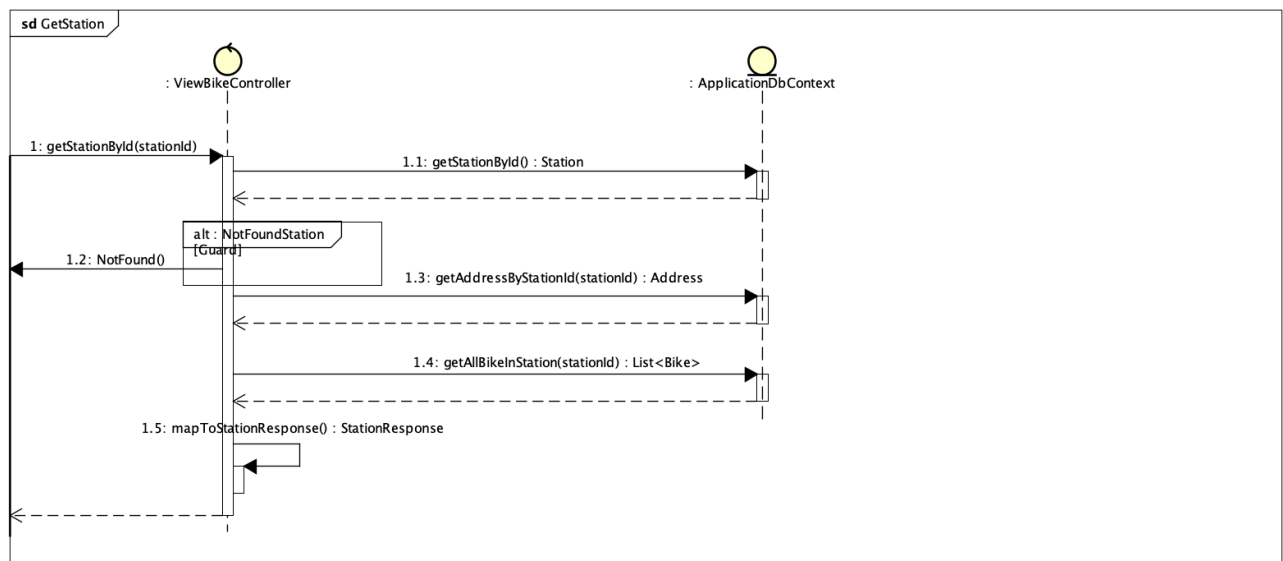 sd GetStation
: ViewBikeController
: ApplicationDbContext
1: getStationById(stationId)
1.1: getStationById() : Station
alt : NotFoundStation
[Guard]
1.2: NotFound()
1.3: getAddressByStationId(stationId) : Address
1.4: getAllBikeInStation(stationId) : List<Bike>
1.5: mapToStationResponse() : StationResponse